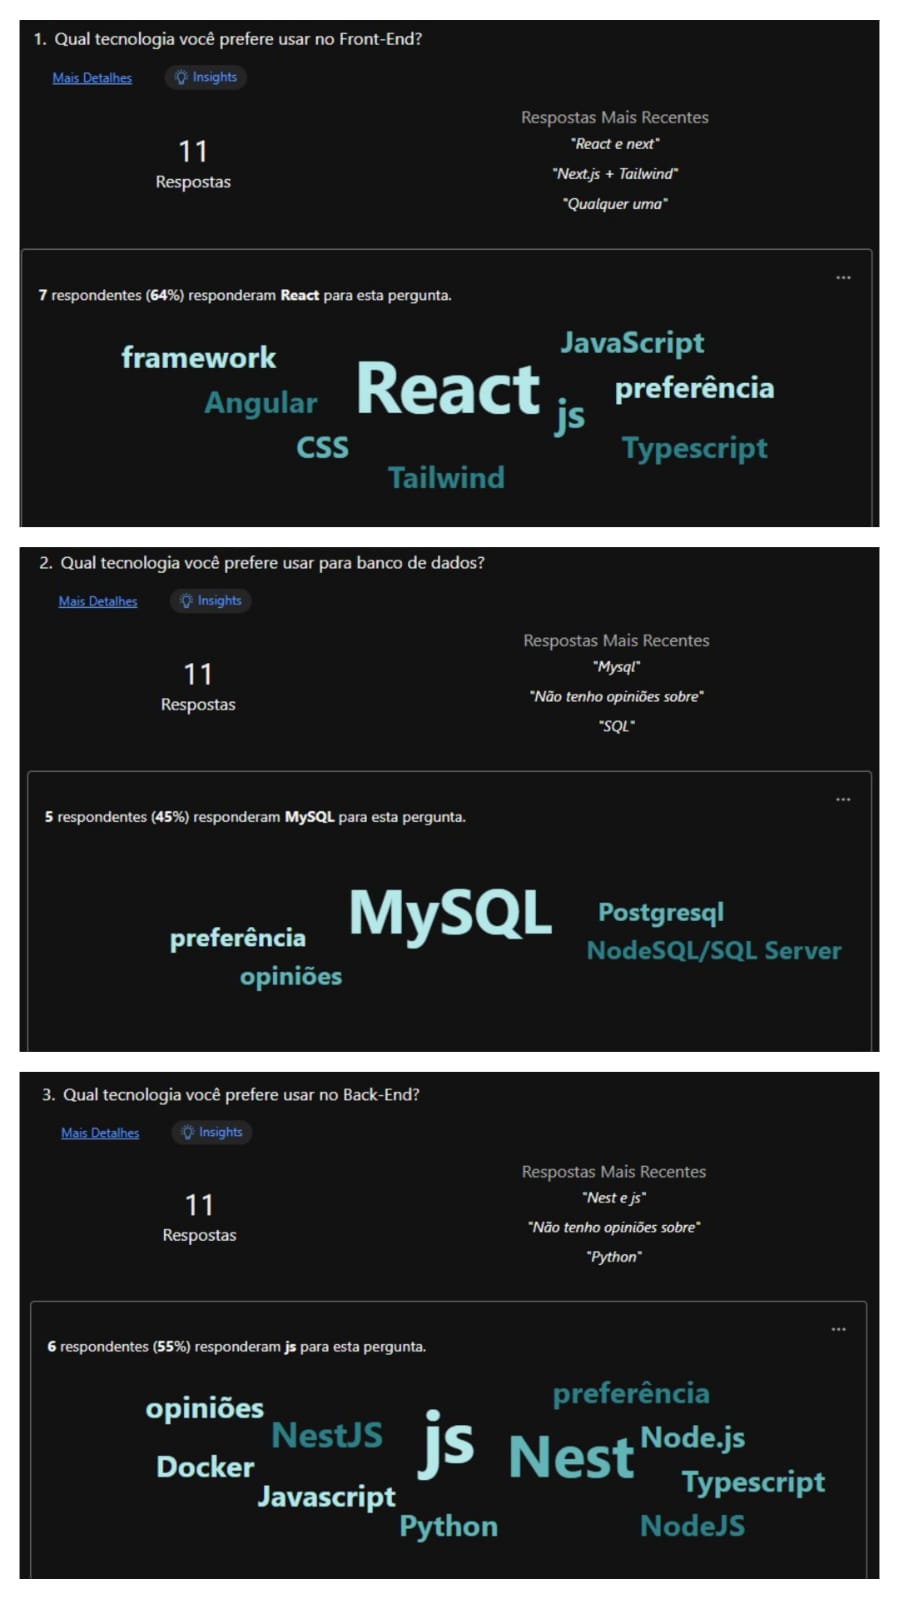 1. Qual tecnologia você prefere usar no Front-End?
Mais Detalhes
Insights
11
Respostas
Respostas Mais Recentes
"React e next"
"Next.js + Tailwind"
"Qualquer uma"
...
7 respondentes (64%) responderam React para esta pergunta.
framework
Angular
CSS
React
Tailwind
JavaScript
js
preferência
Typescript
2. Qual tecnologia você prefere usar para banco de dados?
Mais Detalhes
Insights
11
Respostas
Respostas Mais Recentes
"Mysql"
"Não tenho opiniões sobre"
"SQL"
...
5 respondentes (45%) responderam MySQL para esta pergunta.
preferência
opiniões
MySQL
Postgresql
NodeSQL/SQL Server
3. Qual tecnologia você prefere usar no Back-End?
Mais Detalhes
Insights
11
Respostas
Respostas Mais Recentes
"Nest e js"
"Não tenho opiniões sobre"
"Python"
...
6 respondentes (55%) responderam js para esta pergunta.
opiniões
NestJS
Docker
Javascript
js
Python
Nest
preferência
Node.js
Typescript
NodeJS